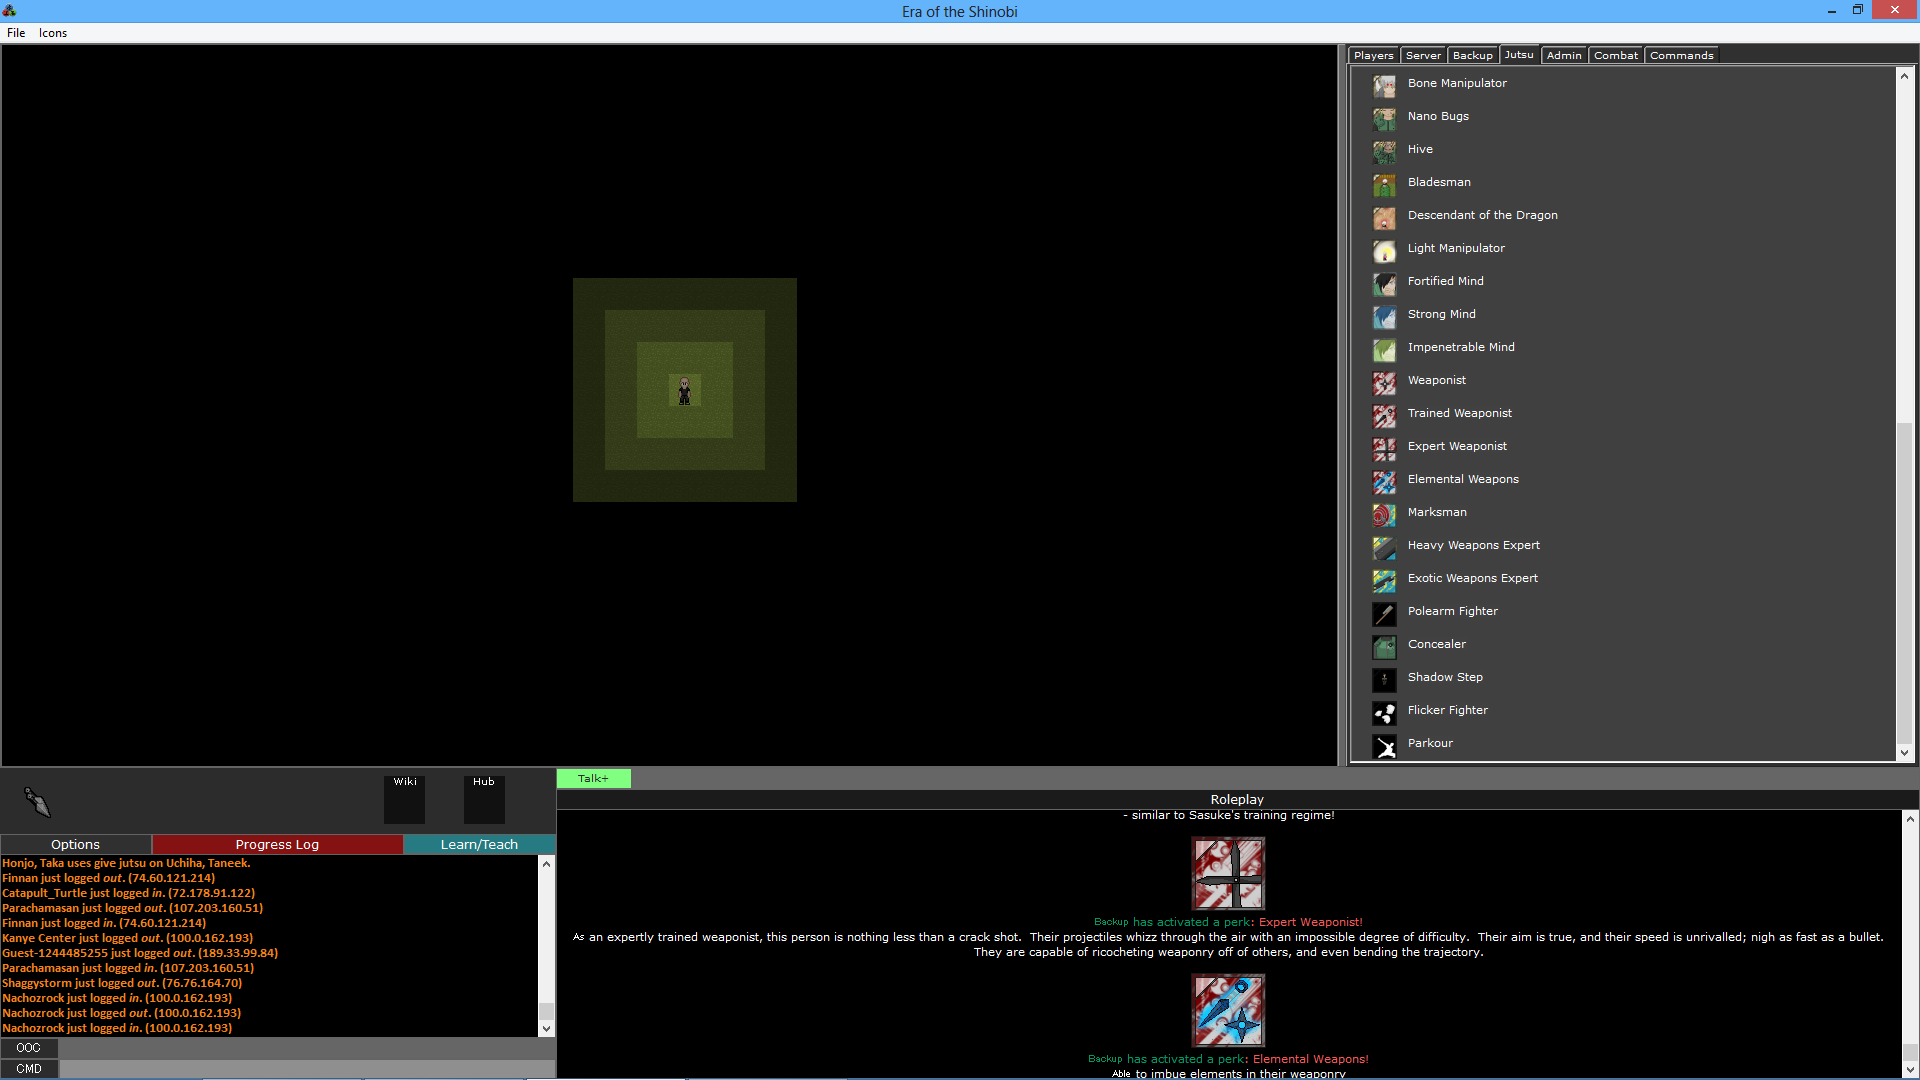 Era of the Shinobi
File Icons
Players Server Backup Jutsu Admin Combat Commands
Bone Manipulator
Nano Bugs
Hive
Bladesman
Descendant of the Dragon
Light Manipulator
Fortified Mind
Strong Mind
Impenetrable Mind
Weaponist
Trained Weaponist
Expert Weaponist
Elemental Weapons
Marksman
Heavy Weapons Expert
Exotic Weapons Expert
Polearm Fighter
Concealer
Shadow Step
Flicker Fighter
Parkour
Wiki Hub
Options Progress Log Learn/Teach
Honjo, Taka uses give jutsu on Uchiha, Taneek.
Finnan just logged out. (74.60.121.214)
Catapult_Turtle just logged in. (72.178.91.122)
Parachamasan just logged out. (107.203.160.51)
Finnan just logged in. (74.60.121.214)
Kanye Center just logged out. (100.0.162.193)
Guest-1244485255 just logged out. (189.33.99.84)
Parachamasan just logged in. (107.203.160.51)
Shaggystorm just logged out. (76.76.164.70)
Nachozrock just logged in. (100.0.162.193)
Nachozrock just logged out. (100.0.162.193)
Nachozrock just logged in. (100.0.162.193)
OOC
CMD
Talk+
Roleplay
- similar to Sasuke's training regime!
Backup has activated a perk: Expert Weaponist!
As an expertly trained weaponist, this person is nothing less than a crack shot. Their projectiles whizz through the air with an impossible degree of difficulty. Their aim is true, and their speed is unrivalled; nigh as fast as a bullet.
They are capable of ricocheting weaponry off of others, and even bending the trajectory.
Backup has activated a perk: Elemental Weapons!
Able to imbue elements in their weaponry